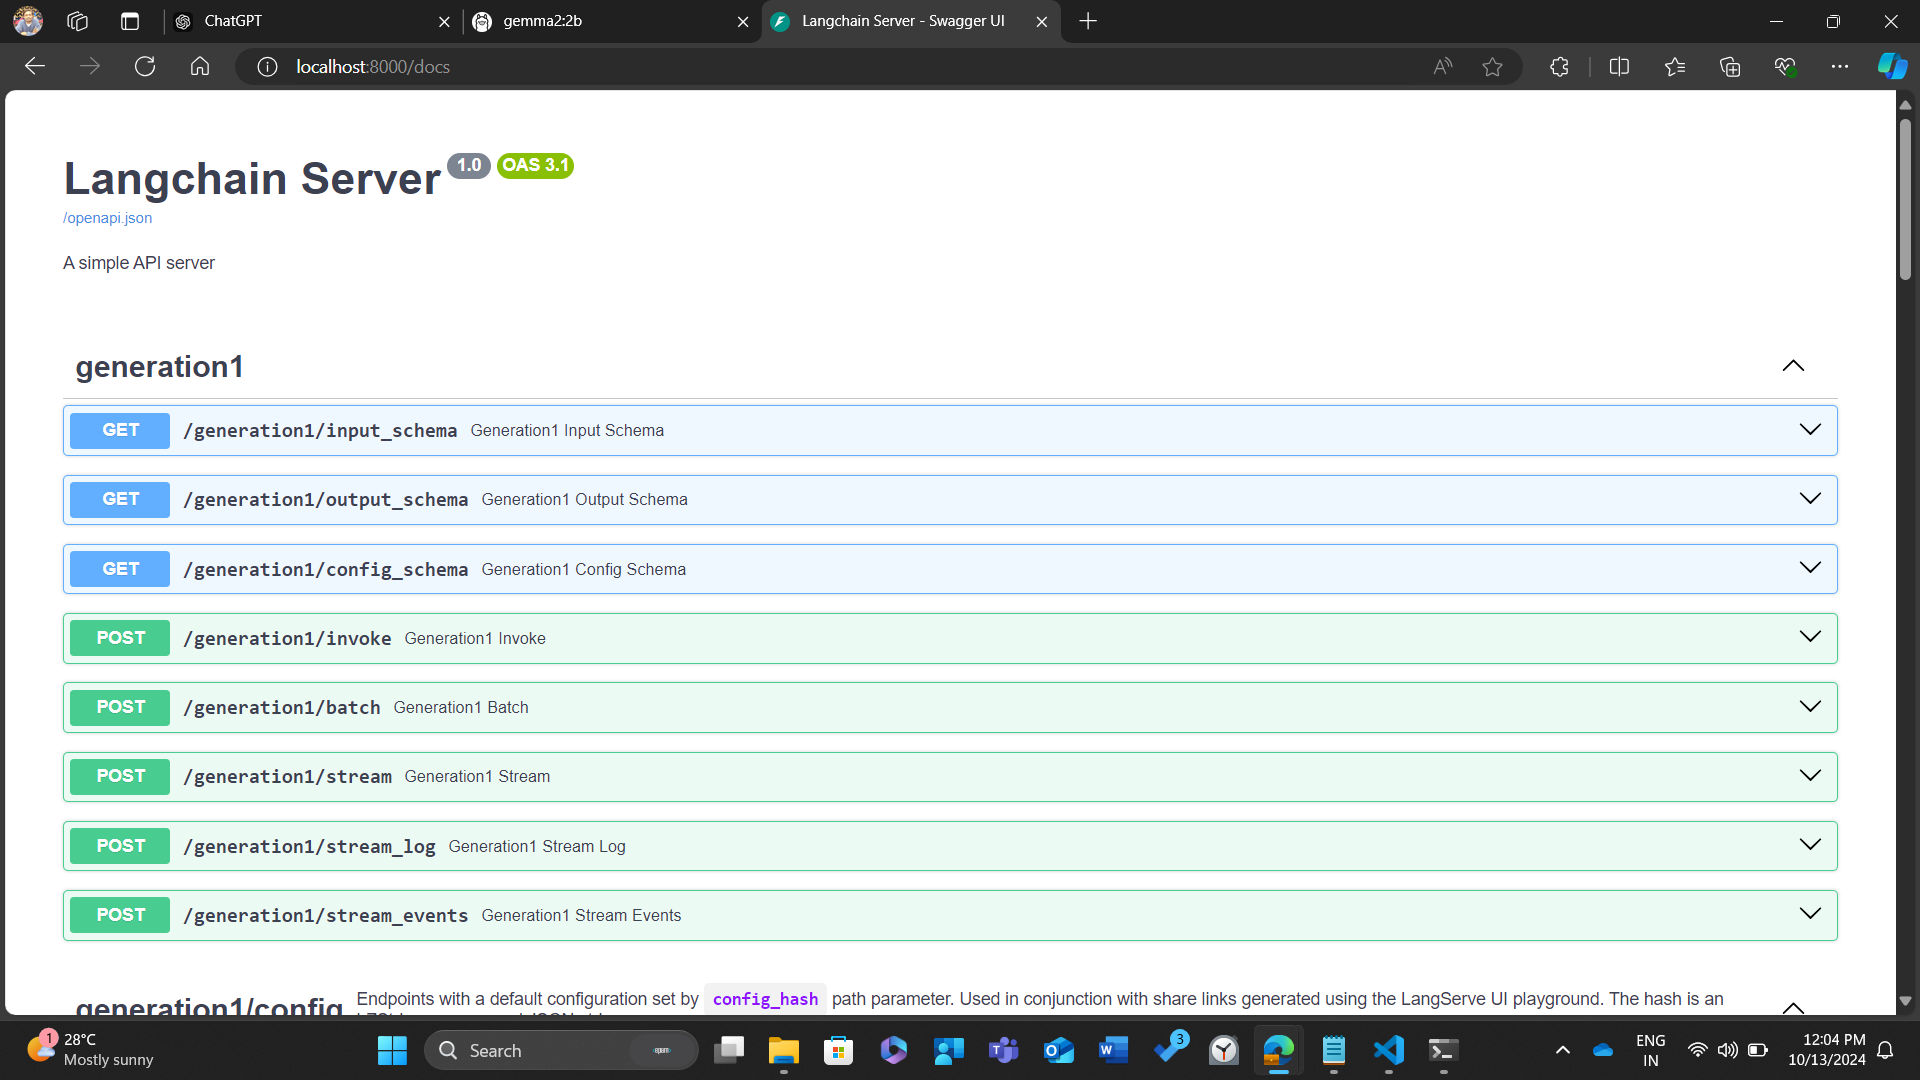 ChatGPT
gemma2:2b
Langchain Server - Swagger UI
localhost:8000/docs
Langchain Server 1.0 OAS 3.1
/openapi.json
A simple API server
generation1
GET /generation1/input_schema Generation1 Input Schema
GET /generation1/output_schema Generation1 Output Schema
GET /generation1/config_schema Generation1 Config Schema
POST /generation1/invoke Generation1 Invoke
POST /generation1/batch Generation1 Batch
POST /generation1/stream Generation1 Stream
POST /generation1/stream_log Generation1 Stream Log
POST /generation1/stream_events Generation1 Stream Events
generation1/config Endpoints with a default configuration set by config_hash path parameter. Used in conjunction with share links generated using the LangServe UI playground. The hash is an
1
28°C
Mostly sunny
Search
3
ENG
IN
12:04 PM
10/13/2024